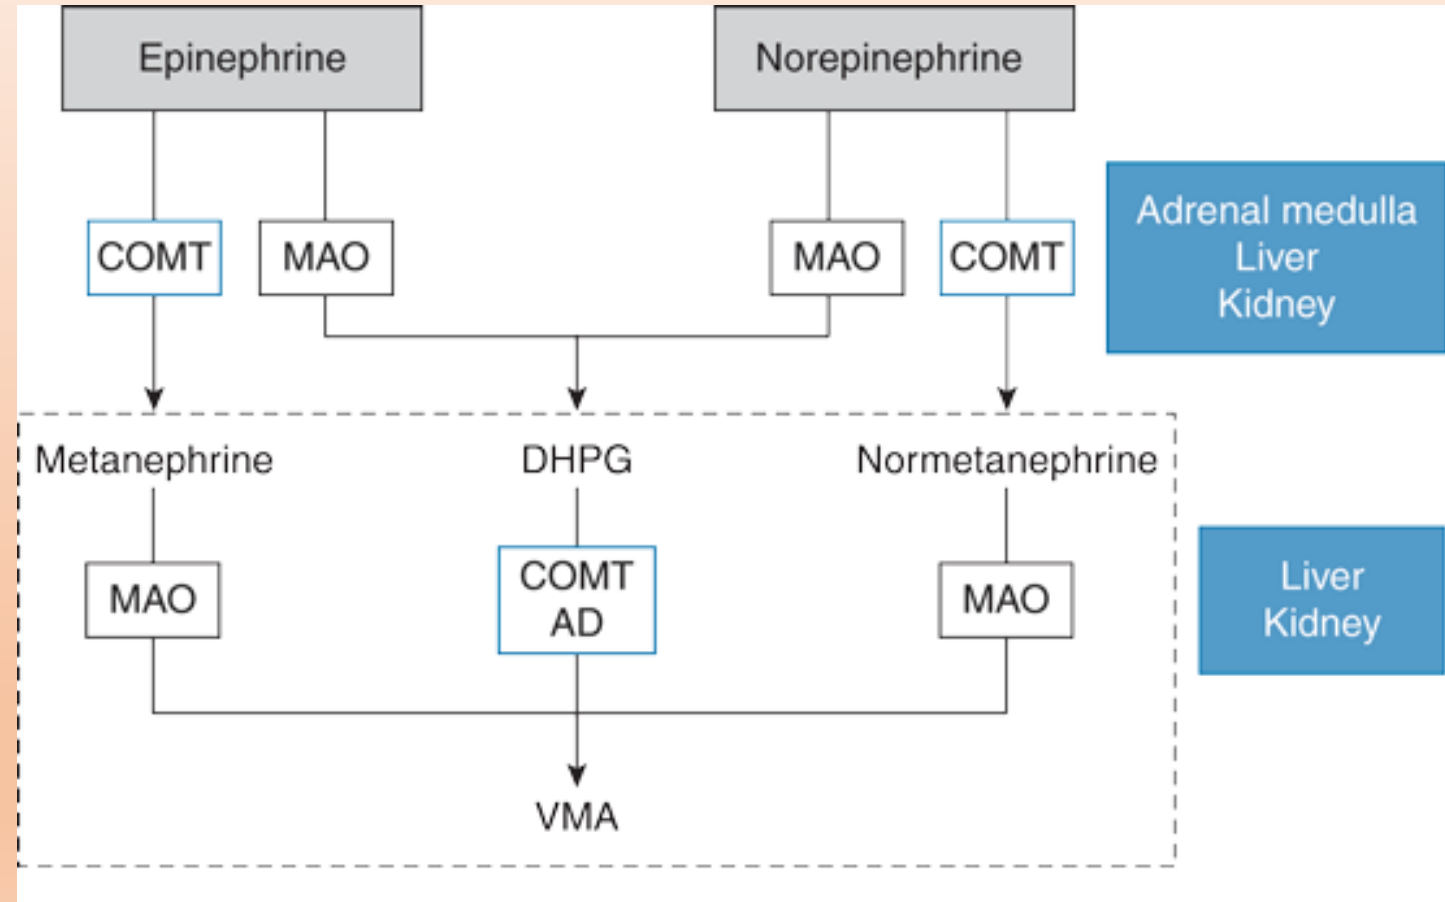 Epinephrine
Norepinephrine
COMT
MAO
MAO
COMT
Adrenal medulla
Liver
Kidney
Metanephrine
DHPG
Normetanephrine
MAO
COMT
AD
MAO
Liver
Kidney
VMA